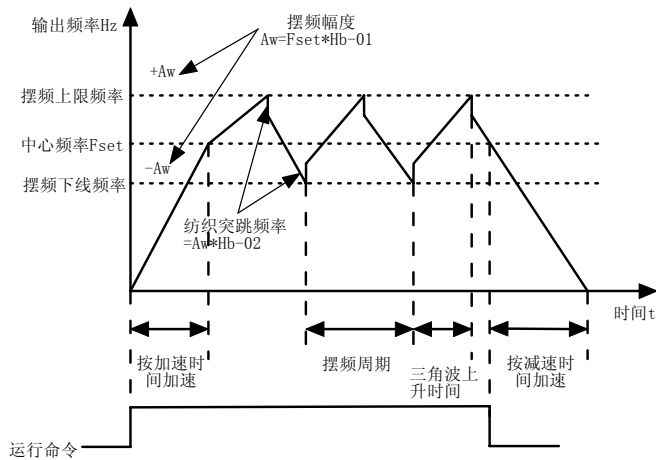 输出频率Hz
摆频幅度
Aw=Fset*Hb-01
+Aw
摆频上限频率
中心频率Fset
-Aw
摆频下线频率
纺织突跳频率
=Aw*Hb-02
时间t
按加速时
间加速
摆频周期
三角波上
升时间
按减速时
间加速
运行命令